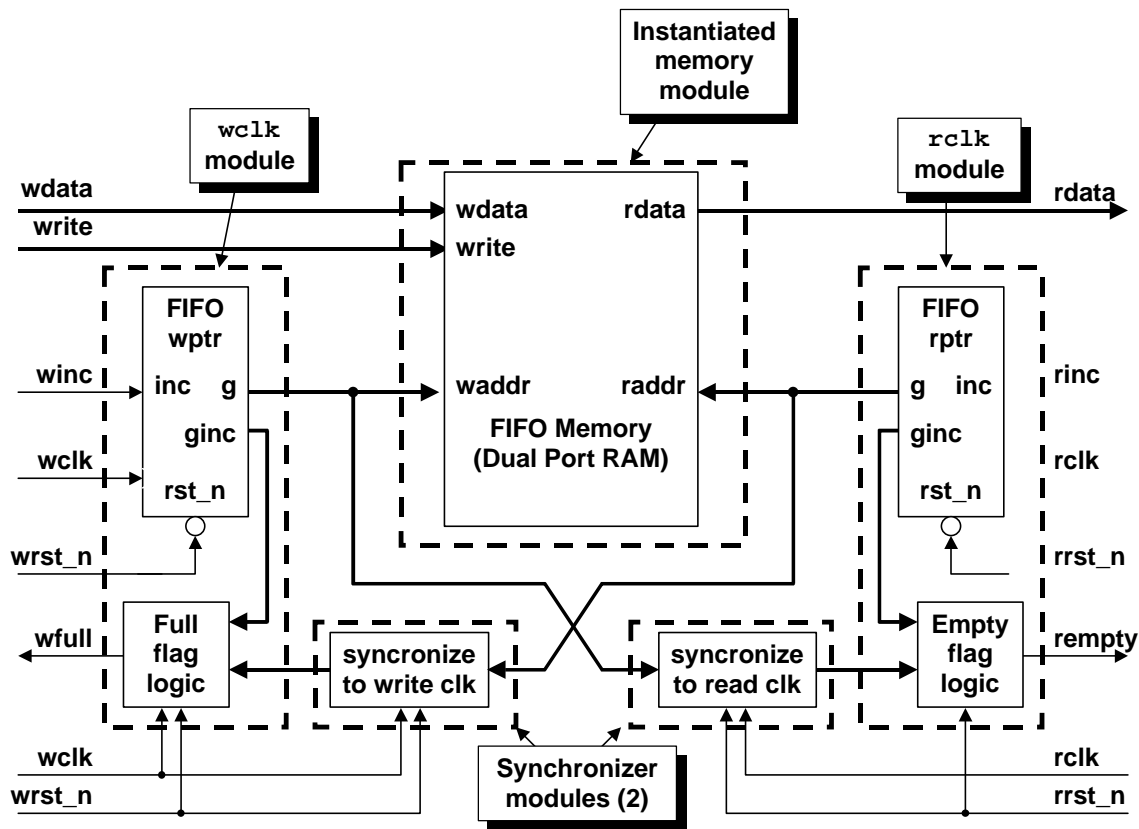 Instantiated
memory
module
wclk
module
rclk
module
wdata
write
wdata
write
rdata
rdata
FIFO
wptr
inc
g
ginc
rst_n
winc
wclk
wrst_n
waddr
raddr
FIFO Memory
(Dual Port RAM)
FIFO
rptr
g
inc
ginc
rst_n
rinc
rclk
rrst_n
wfull
Full
flag
logic
syncronize
to write clk
syncronize
to read clk
Empty
flag
logic
rempty
wclk
wrst_n
Synchronizer
modules (2)
rclk
rrst_n